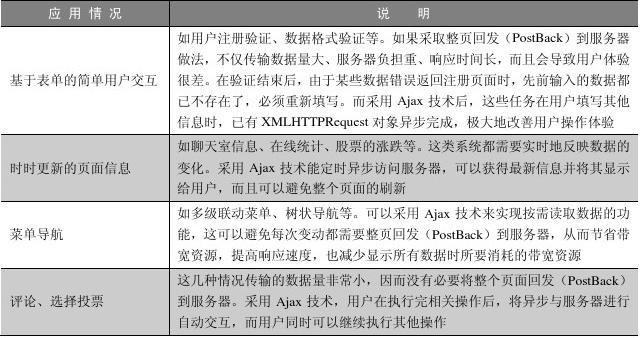 应 用 情 况
说 明
基于表单的简单用户交互
如用户注册验证、数据格式验证等。如果采取整页回发（PostBack）到服务器
做法，不仅传输数据量大、服务器负担重、响应时间长，而且会导致用户体验
很差。在验证结束后，由于某些数据错误返回注册页面时，先前输入的数据都
已不存在了，必须重新填写。而采用 Ajax 技术后，这些任务在用户填写其他
信息时，已有 XMLHTTPRequest 对象异步完成，极大地改善用户操作体验
时时更新的页面信息
如聊天室信息、在线统计、股票的涨跌等。这类系统都需要实时地反映数据的
变化。采用 Ajax 技术能定时异步访问服务器，可以获得最新信息并将其显示
给用户，而且可以避免整个页面的刷新
菜单导航
如多级联动菜单、树状导航等。可以采用 Ajax 技术来实现按需读取数据的功
能，这可以避免每次变动都需要整页回发（PostBack）到服务器，从而节省带
宽资源，提高响应速度，也减少显示所有数据时所要消耗的带宽资源
评论、选择投票
这几种情况传输的数据量非常小，因而没有必要将整个页面回发（PostBack）
到服务器。采用 Ajax 技术，用户在执行完相关操作后，将异步与服务器进行
自动交互，而用户同时可以继续执行其他操作